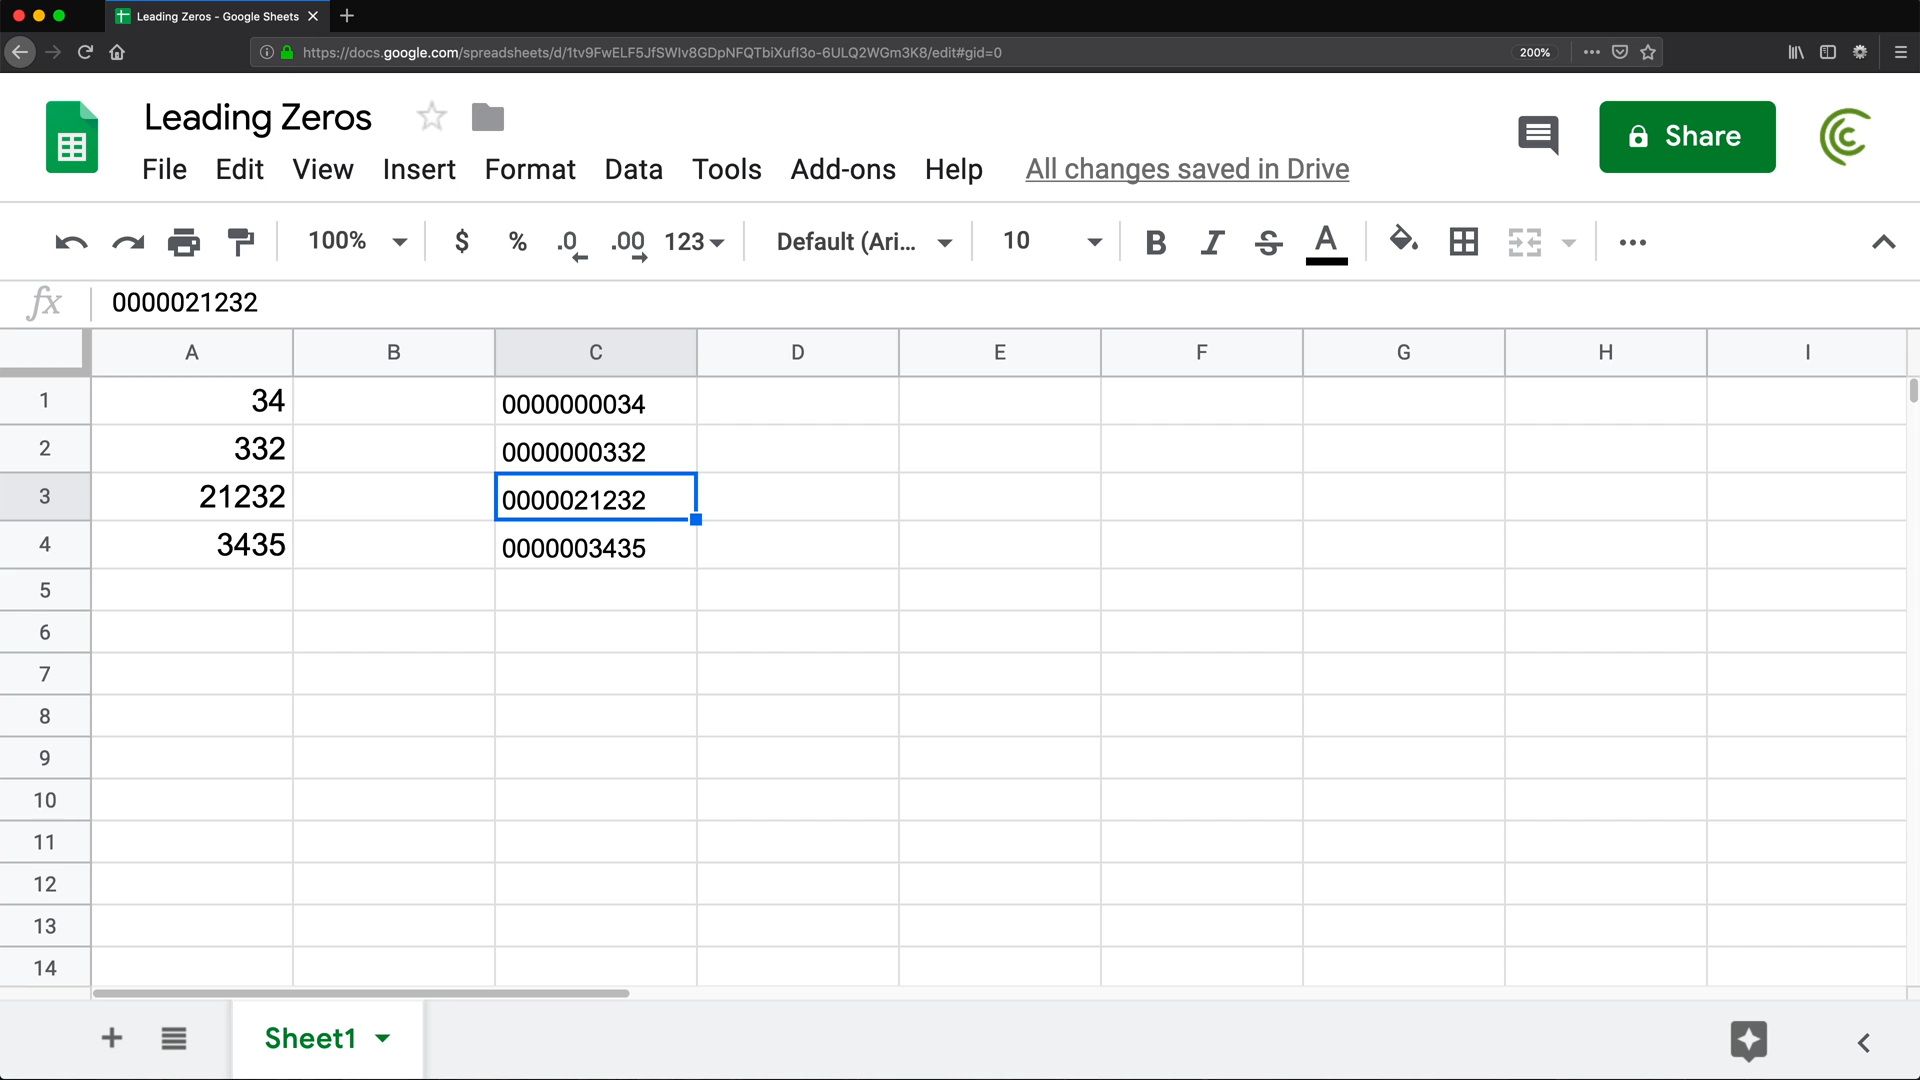 Leading Zeros - Google Sheets
https://docs.google.com/spreadsheets/d/1tv9FwELF5JfSWIv8GDpNFQTbiXufI3o-6ULQ2WGm3K8/edit#gid=0 200%
Leading Zeros
File Edit View Insert Format Data Tools Add-ons Help All changes saved in Drive
Share
100% $ % .0 .00 123 Default (Ari... 10 B I S A
fx 0000021232
A B C D E F G H I
1 34 0000000034
2 332 0000000332
3 21232 0000021232
4 3435 0000003435
5
6
7
8
9
10
11
12
13
14
Sheet1